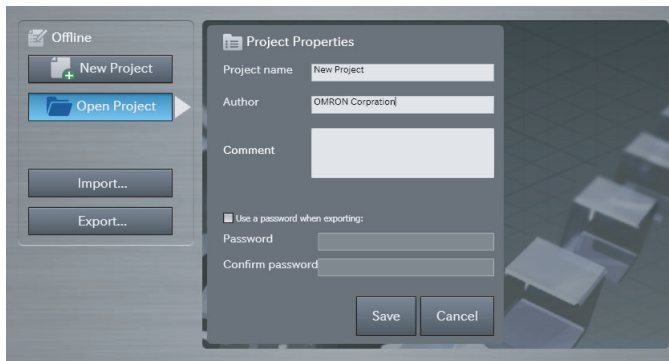 Offline
New Project
Open Project
Import...
Export...
Project Properties
Project name
New Project
Author
OMRON Corpration
Comment
Use a password when exporting:
Password
Confirm password
Save
Cancel